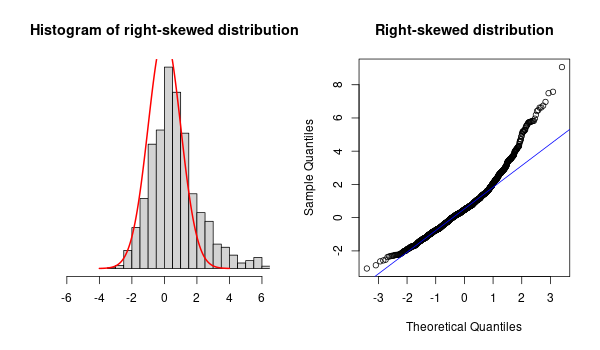 Histogram of right-skewed distribution
-6 -4 -2 0 2 4 6
Right-skewed distribution
Sample Quantiles
8
6
4
2
0
-2
-3 -2 -1 0 1 2 3
Theoretical Quantiles